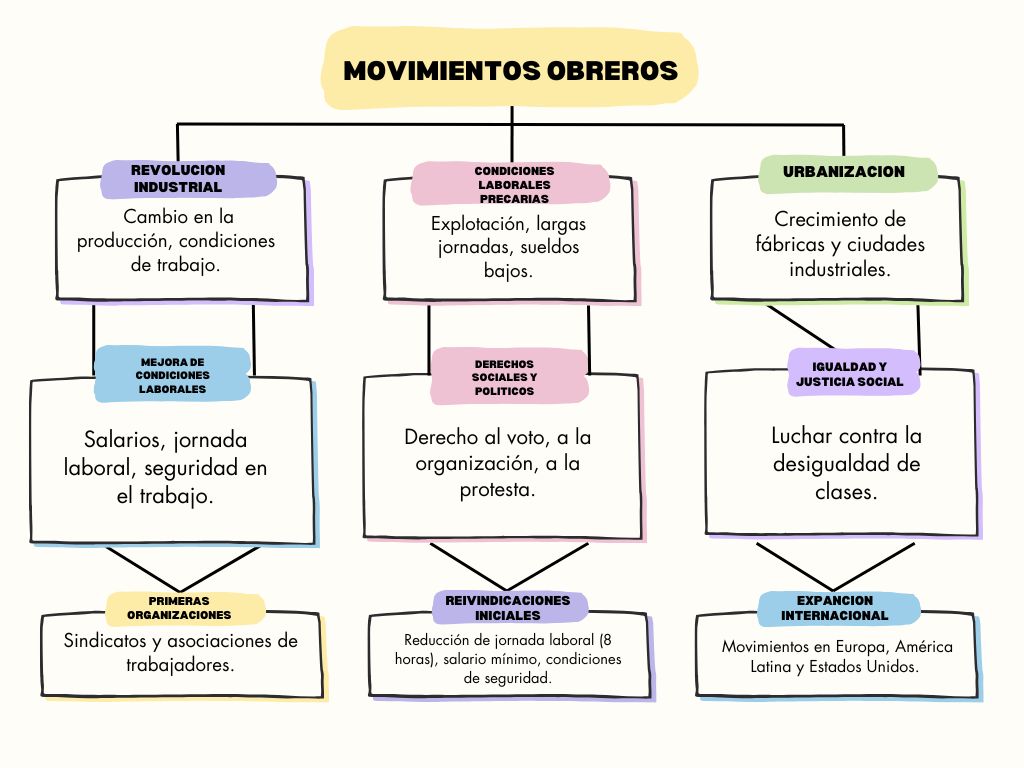 MOVIMIENTOS OBREROS
REVOLUCION
INDUSTRIAL
Cambio en la
producción, condiciones
de trabajo.
CONDICIONES
LABORALES
PRECARIAS
Explotación, largas
jornadas, sueldos
bajos.
URBANIZACION
Crecimiento de
fábricas y ciudades
industriales.
MEJORA DE
CONDICIONES
LABORALES
Salarios, jornada
laboral, seguridad en
el trabajo.
DERECHOS
SOCIALES Y
POLITICOS
Derecho al voto, a la
organización, a la
protesta.
IGUALDAD Y
JUSTICIA SOCIAL
Luchar contra la
desigualdad de
clases.
PRIMERAS
ORGANIZACIONES
Sindicatos y asociaciones de
trabajadores.
REIVINDICACIONES
INICIALES
Reducción de jornada laboral (8
horas), salario mínimo, condiciones
de seguridad.
EXPANCION
INTERNACIONAL
Movimientos en Europa, América
Latina y Estados Unidos.